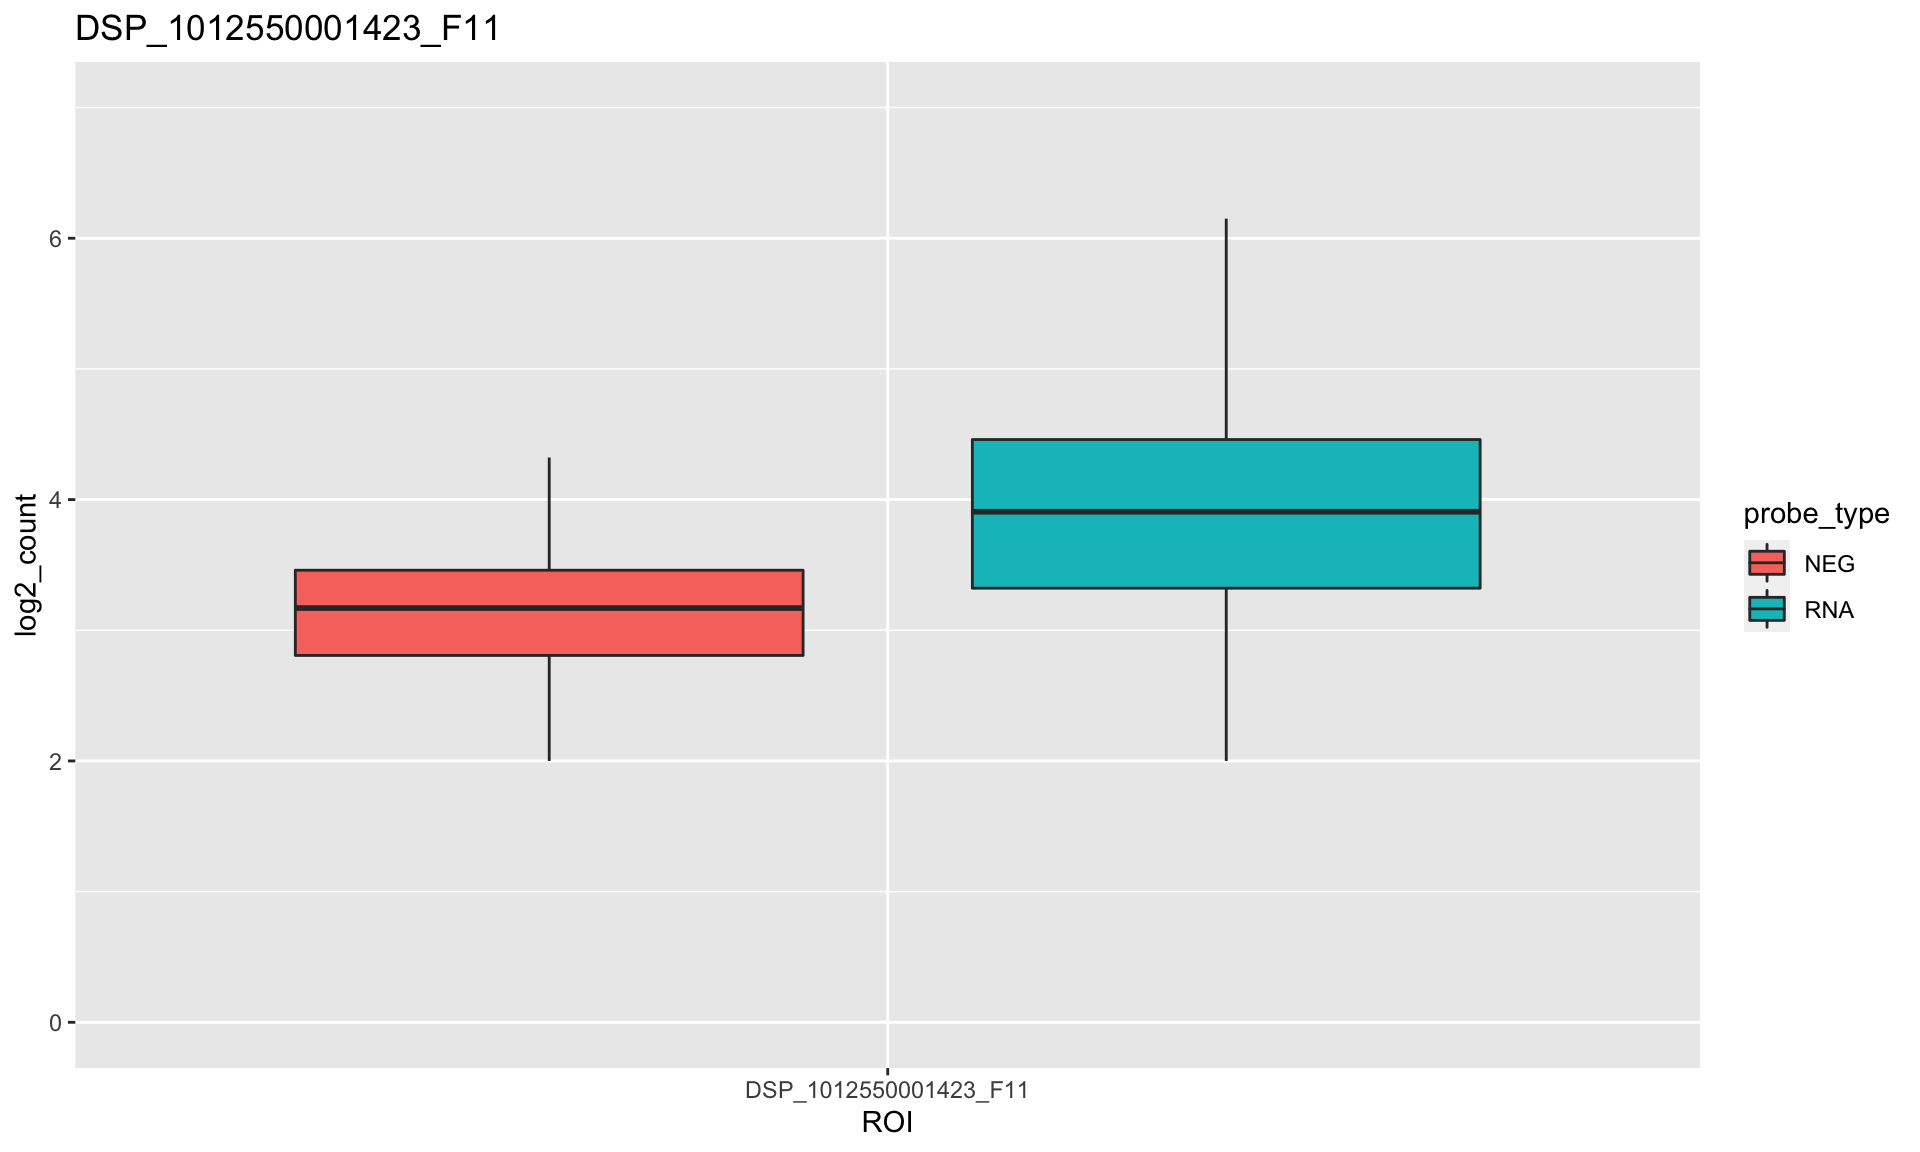 DSP_1012550001423_F11
log2_count
6
4
2
0
DSP_1012550001423_F11
ROI
probe_type
NEG
RNA